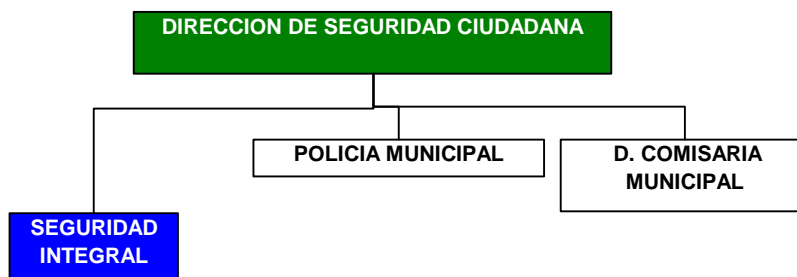 DIRECCION DE SEGURIDAD CIUDADANA
POLICIA MUNICIPAL
D. COMISARIA
MUNICIPAL
SEGURIDAD
INTEGRAL